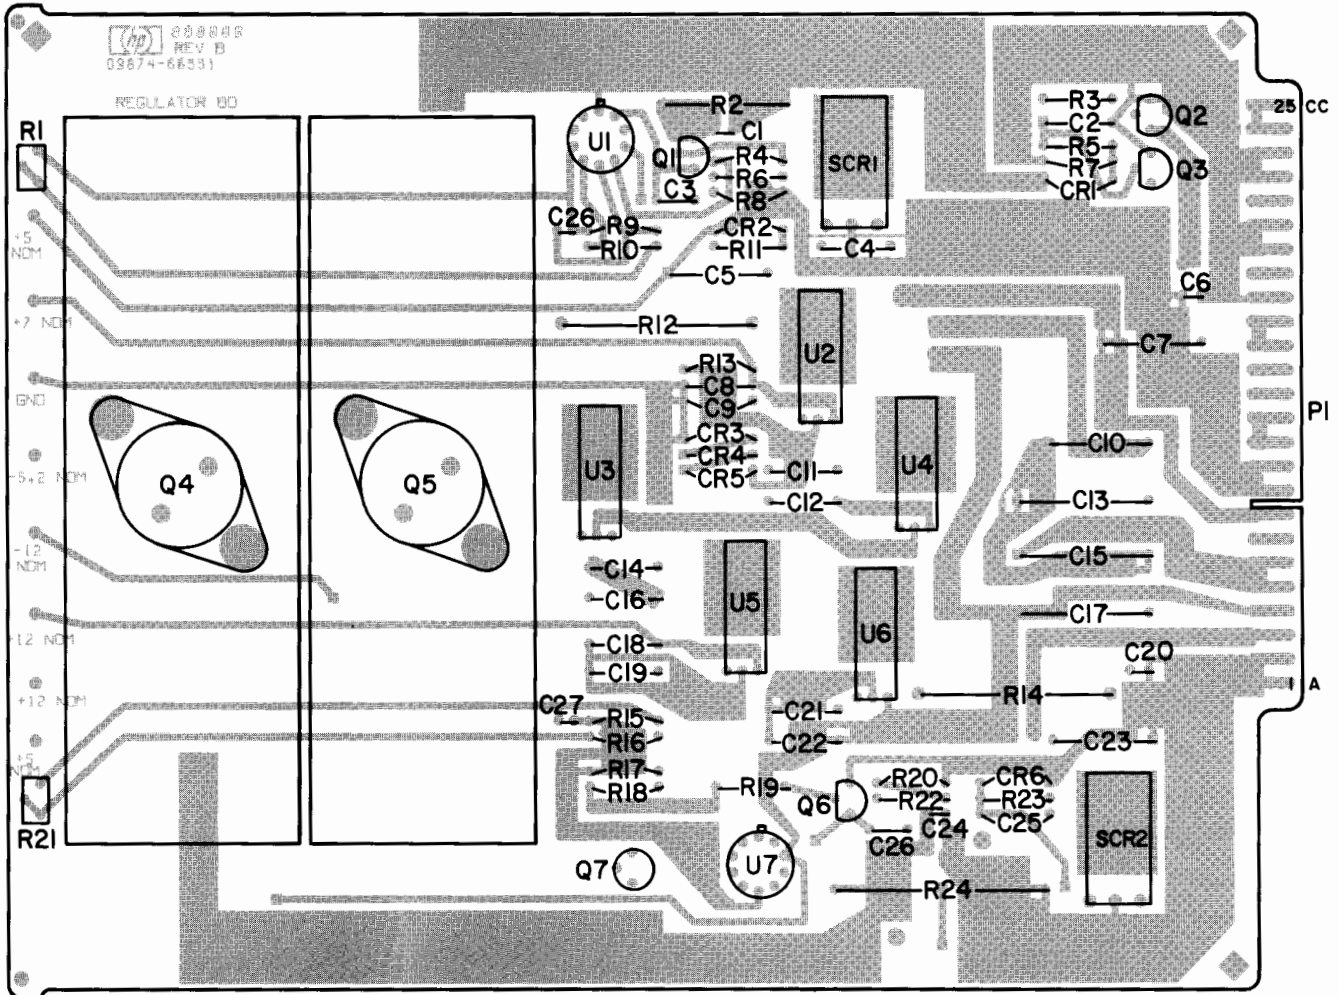 hp
REV B
09874-66551
REGULATOR BD
R1
U1
R2
C1
Q1
R4
R6
C3
R8
SCR1
R3
C2
R5
R7
CR1
Q2
Q3
25 CC
C26
R9
R10
CR2
R11
C4
C5
C6
+5 NOM
+7 NOM
R12
U2
C7
GND
R13
C8
C9
CR3
CR4
CR5
U3
U4
C10
P1
Q4
Q5
-5.2 NOM
C11
C12
C13
-12 NOM
C14
C16
U5
U6
C15
C17
+12 NOM
C18
C19
C20
1 A
+12 NOM
C27
R15
R16
R17
R18
C21
C22
R14
C23
+5 NOM
R21
R19
Q6
R20
R22
C24
C26
CR6
R23
C25
SCR2
Q7
U7
R24